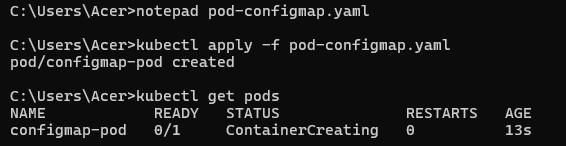 C:\Users\Acer>notepad pod-configmap.yaml
C:\Users\Acer>kubectl apply -f pod-configmap.yaml
pod/configmap-pod created
C:\Users\Acer>kubectl get pods
NAME READY STATUS RESTARTS AGE
configmap-pod 0/1 ContainerCreating 0 13s